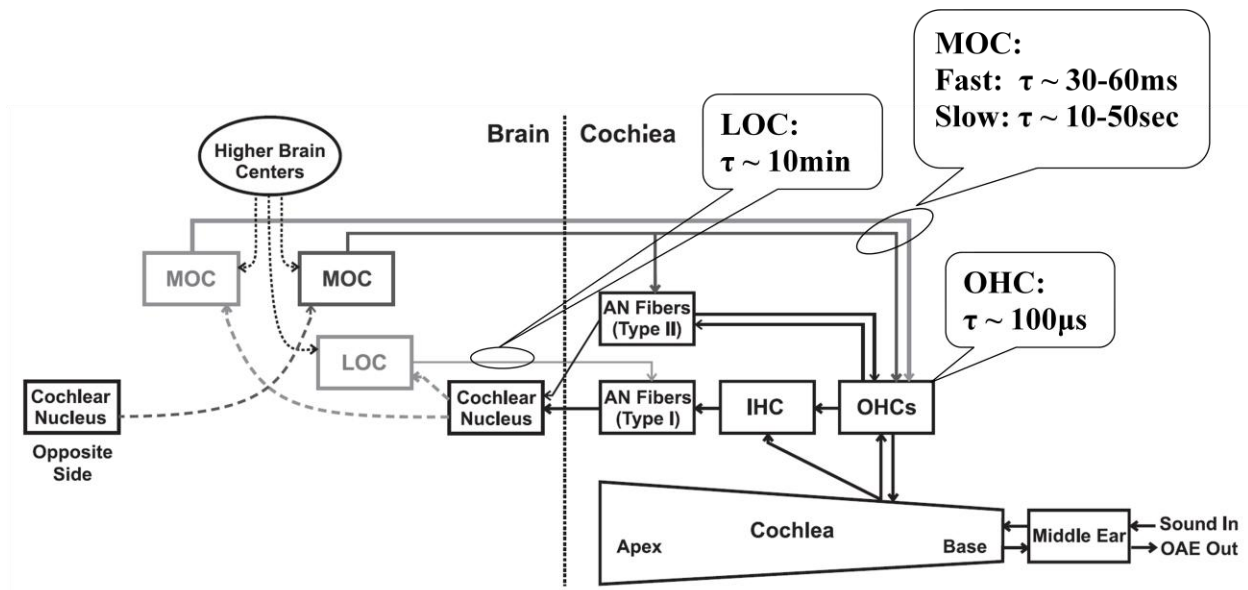 MOC:
Fast: τ ~ 30-60ms
Slow: τ ~ 10-50sec
LOC:
τ ~ 10min
Brain
Cochiea
Higher Brain
Centers
MOC
MOC
OHC:
τ ~ 100μs
AN Fibers
(Type II)
LOC
Cochlear
Nucleus
Opposite
Side
Cochlear
Nucleus
AN Fibers
(Type I)
IHC
OHCs
Cochlea
Apex
Base
Middle Ear
Sound In
OAE Out